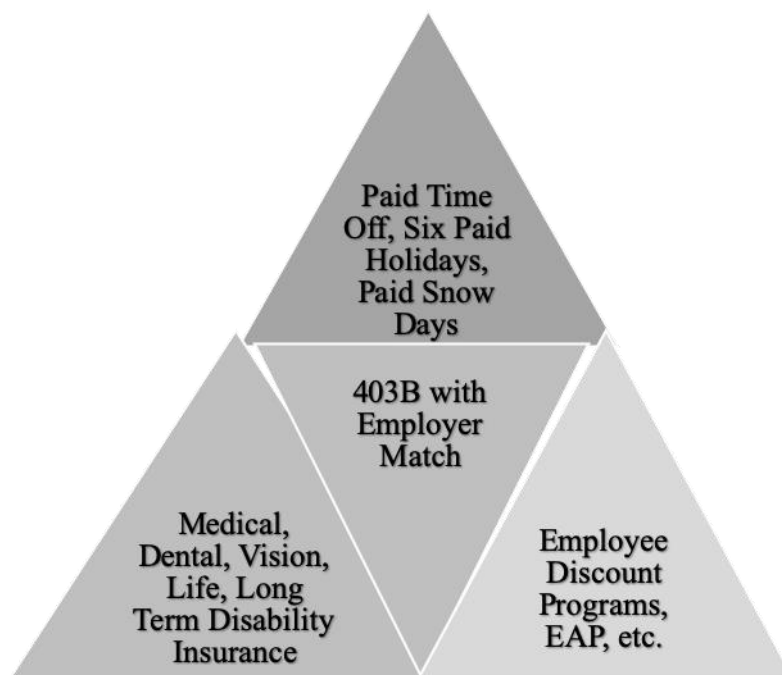 Paid Time
Off, Six Paid
Holidays,
Paid Snow
Days
403B with
Employer
Match
Medical,
Dental, Vision,
Life, Long
Term Disability
Insurance
Employee
Discount
Programs,
EAP, etc.